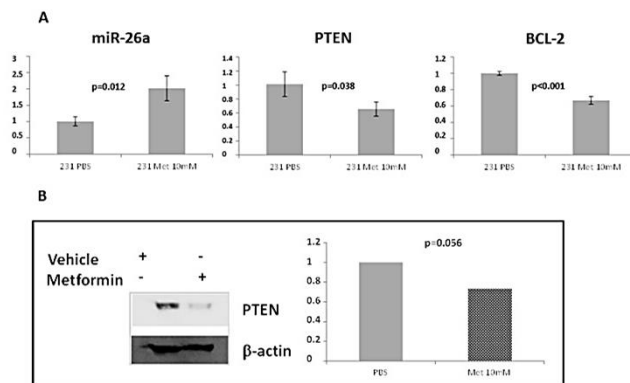 A
miR-26a
3
2.5
2
1.5
1
0.5
0
p=0.012
231 PBS
231 Met 10mM
PTEN
1.4
1.2
1
0.8
0.6
0.4
0.2
0
p=0.038
231 PBS
231 Met 10mM
BCL-2
1.2
1
0.8
0.6
0.4
0.2
0
p<0.001
231 PBS
231 Met 10mM
B
Vehicle + -
Metformin - +
PTEN
β-actin
1.2
1
0.8
0.6
0.4
0.2
0
p=0.056
PBS
Met 10mM